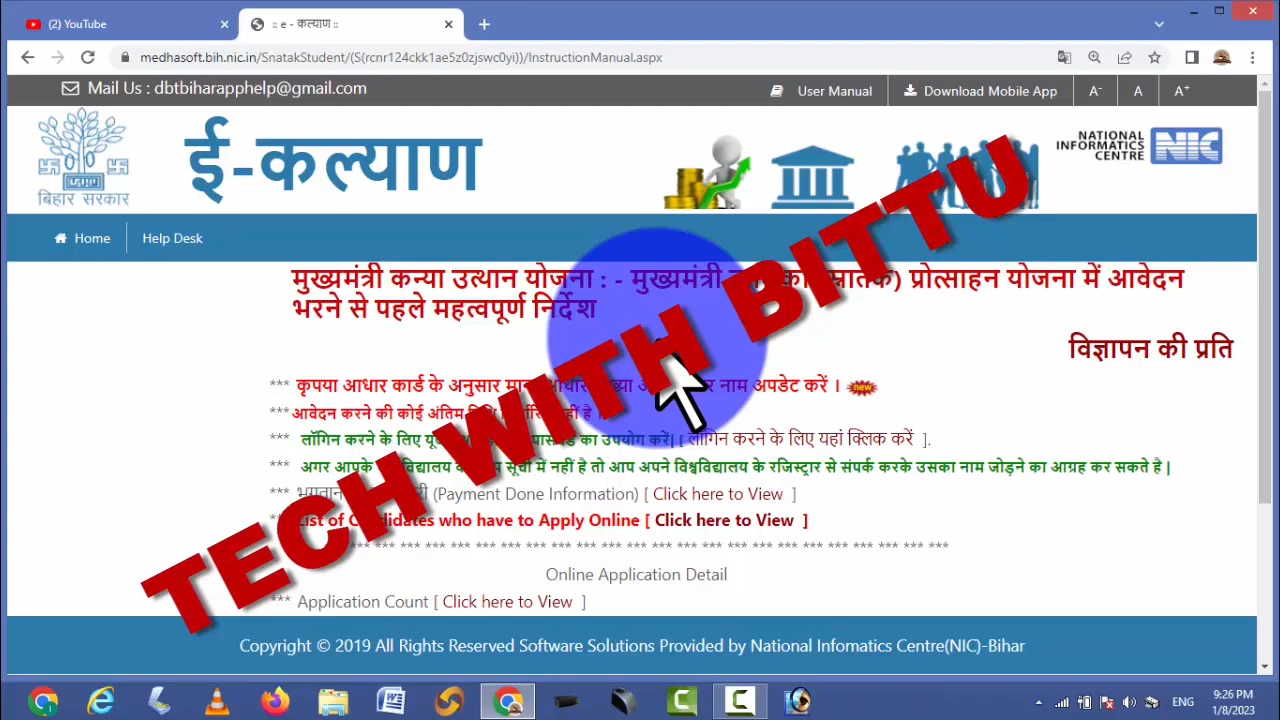 (2) YouTube
:: e - कल्याण ::
medhasoft.bih.nic.in/SnatakStudent/(S(rcnr124ckk1ae5z0zjswc0yi))/InstructionManual.aspx
Mail Us : dbtbiharapphelp@gmail.com
User Manual
Download Mobile App
A-
A
A+
बिहार सरकार
ई-कल्याण
NATIONAL
INFORMATICS
CENTRE
NIC
Home
Help Desk
मुख्यमंत्री कन्या उत्थान योजना : - मुख्यमंत्री प्रोत्साहन योजना में आवेदन
भरने से पहले महत्वपूर्ण निर्देश
विज्ञापन की प्रति
*** कृपया आधार कार्ड के अनुसार नाम अपडेट करें । new
*** आवेदन करने की कोई अंतिम नहीं है ।
*** लॉगिन करने के लिए का उपयोग करें| [ लॉगिन करने के लिए यहां क्लिक करें ].
*** अगर आपके सूची में नहीं है तो आप अपने विश्वविद्यालय के रजिस्ट्रार से संपर्क करके उसका नाम जोड़ने का आग्रह कर सकते है |
*** (Payment Done Information) [ Click here to View ]
List of Candidates who have to Apply Online [ Click here to View ]
*** *** *** *** *** *** *** *** *** *** *** *** *** *** *** *** *** *** *** *** *** *** *** ***
Online Application Detail
*** Application Count [ Click here to View ]
TECH WITH BITTU
Copyright © 2019 All Rights Reserved Software Solutions Provided by National Infomatics Centre(NIC)-Bihar
ENG
9:26 PM
1/8/2023